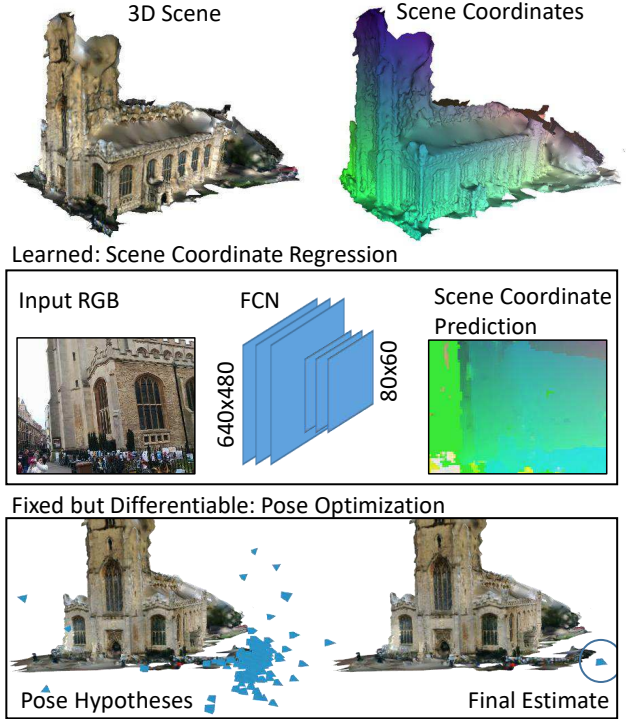 3D Scene
Scene Coordinates
Learned: Scene Coordinate Regression
Input RGB
FCN
Scene Coordinate
Prediction
640x480
80x60
Fixed but Differentiable: Pose Optimization
Pose Hypotheses
Final Estimate